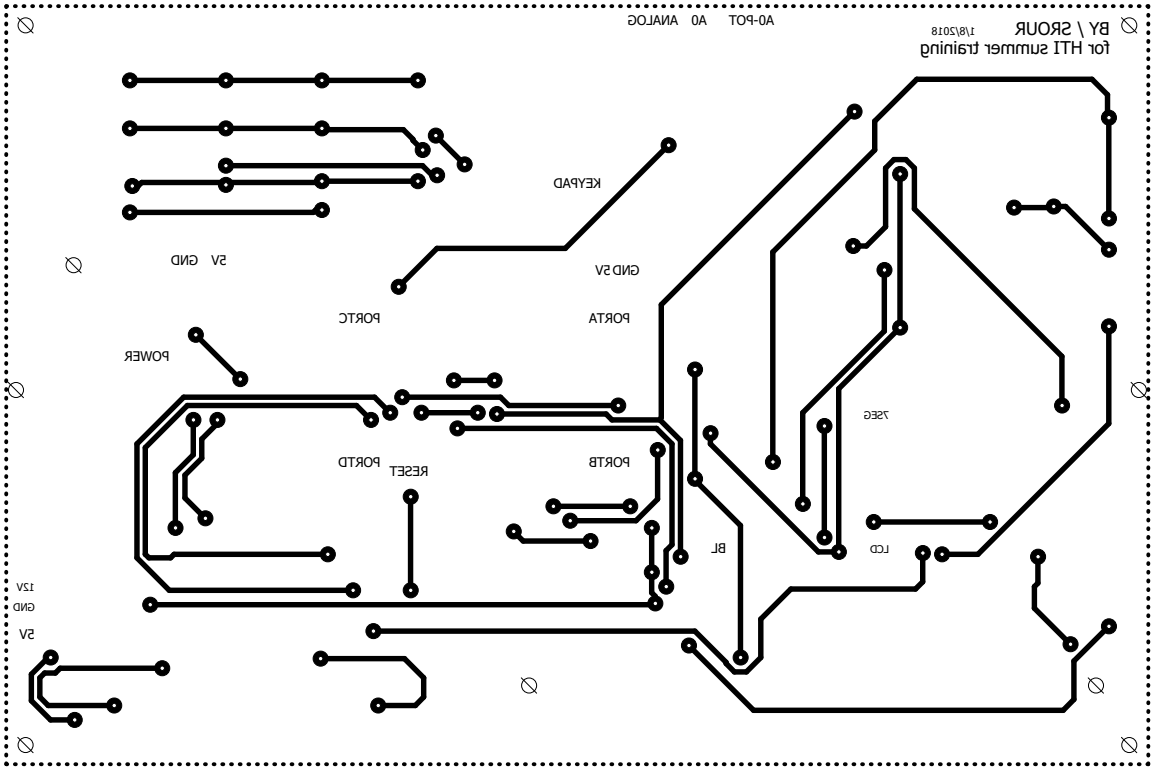 BY / SROUR 1/8/2018
for HTI summer training
A0-POT A0 ANALOG
KEYPAD
5V GND
GND 5V
PORTA
PORTC
POWER
7SEG
PORTB
PORTD
RESET
LCD
BL
12V
GND
5V